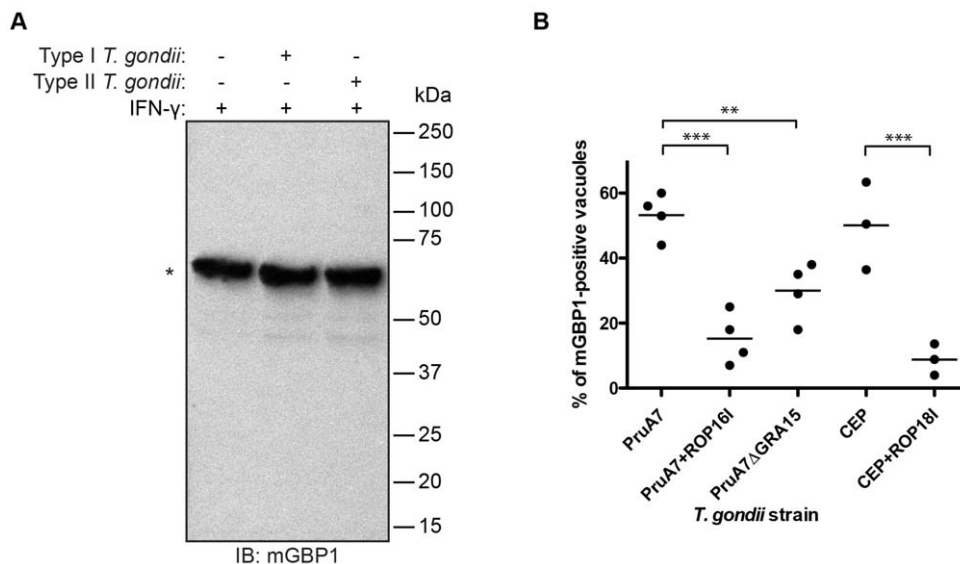 A
Type I T. gondii: - + -
Type II T. gondii: - - +
IFN-γ: + + +
kDa
250
150
100
75
*
50
37
25
20
15
IB: mGBP1
B
**
*** ***
% of mGBP1-positive vacuoles
60
40
20
0
PruA7
PruA7+ROP16I
PruA7ΔGRA15
CEP
CEP+ROP18I
T. gondii strain